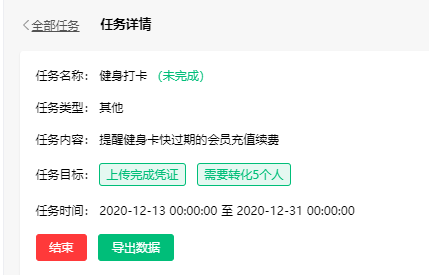 全部任务 任务详情
任务名称： 健身打卡 （未完成）
任务类型： 其他
任务内容： 提醒健身卡快过期的会员充值续费
任务目标： 上传完成凭证 需要转化5个人
任务时间： 2020-12-13 00:00:00 至 2020-12-31 00:00:00
结束 导出数据